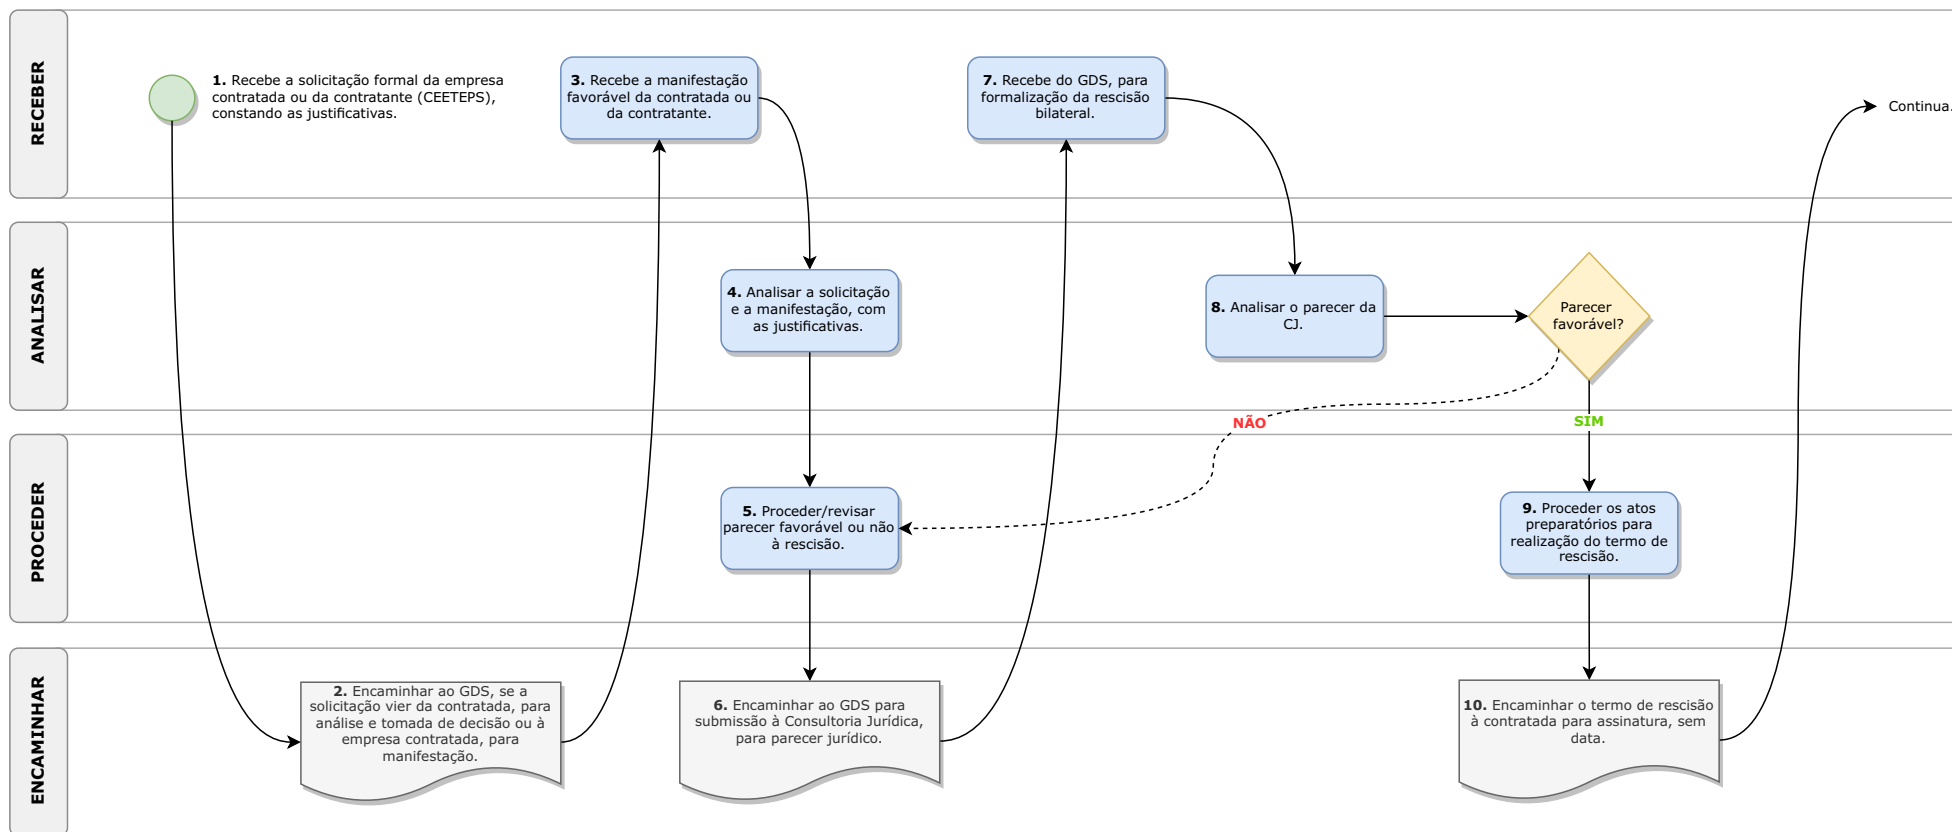 RECEBER
1. Recebe a solicitação formal da empresa
contratada ou da contratante (CEETEPS),
constando as justificativas.
3. Recebe a manifestação
favorável da contratada ou
da contratante.
7. Recebe do GDS, para
formalização da rescisão
bilateral.
Continua.
ANALISAR
4. Analisar a solicitação
e a manifestação, com
as justificativas.
8. Analisar o parecer da
CJ.
Parecer
favorável?
NÃO
SIM
PROCEDER
5. Proceder/revisar
parecer favorável ou não
à rescisão.
9. Proceder os atos
preparatórios para
realização do termo de
rescisão.
ENCAMINHAR
2. Encaminhar ao GDS, se a
solicitação vier da contratada, para
análise e tomada de decisão ou à
empresa contratada, para
manifestação.
6. Encaminhar ao GDS para
submissão à Consultoria Jurídica,
para parecer jurídico.
10. Encaminhar o termo de rescisão
à contratada para assinatura, sem
data.